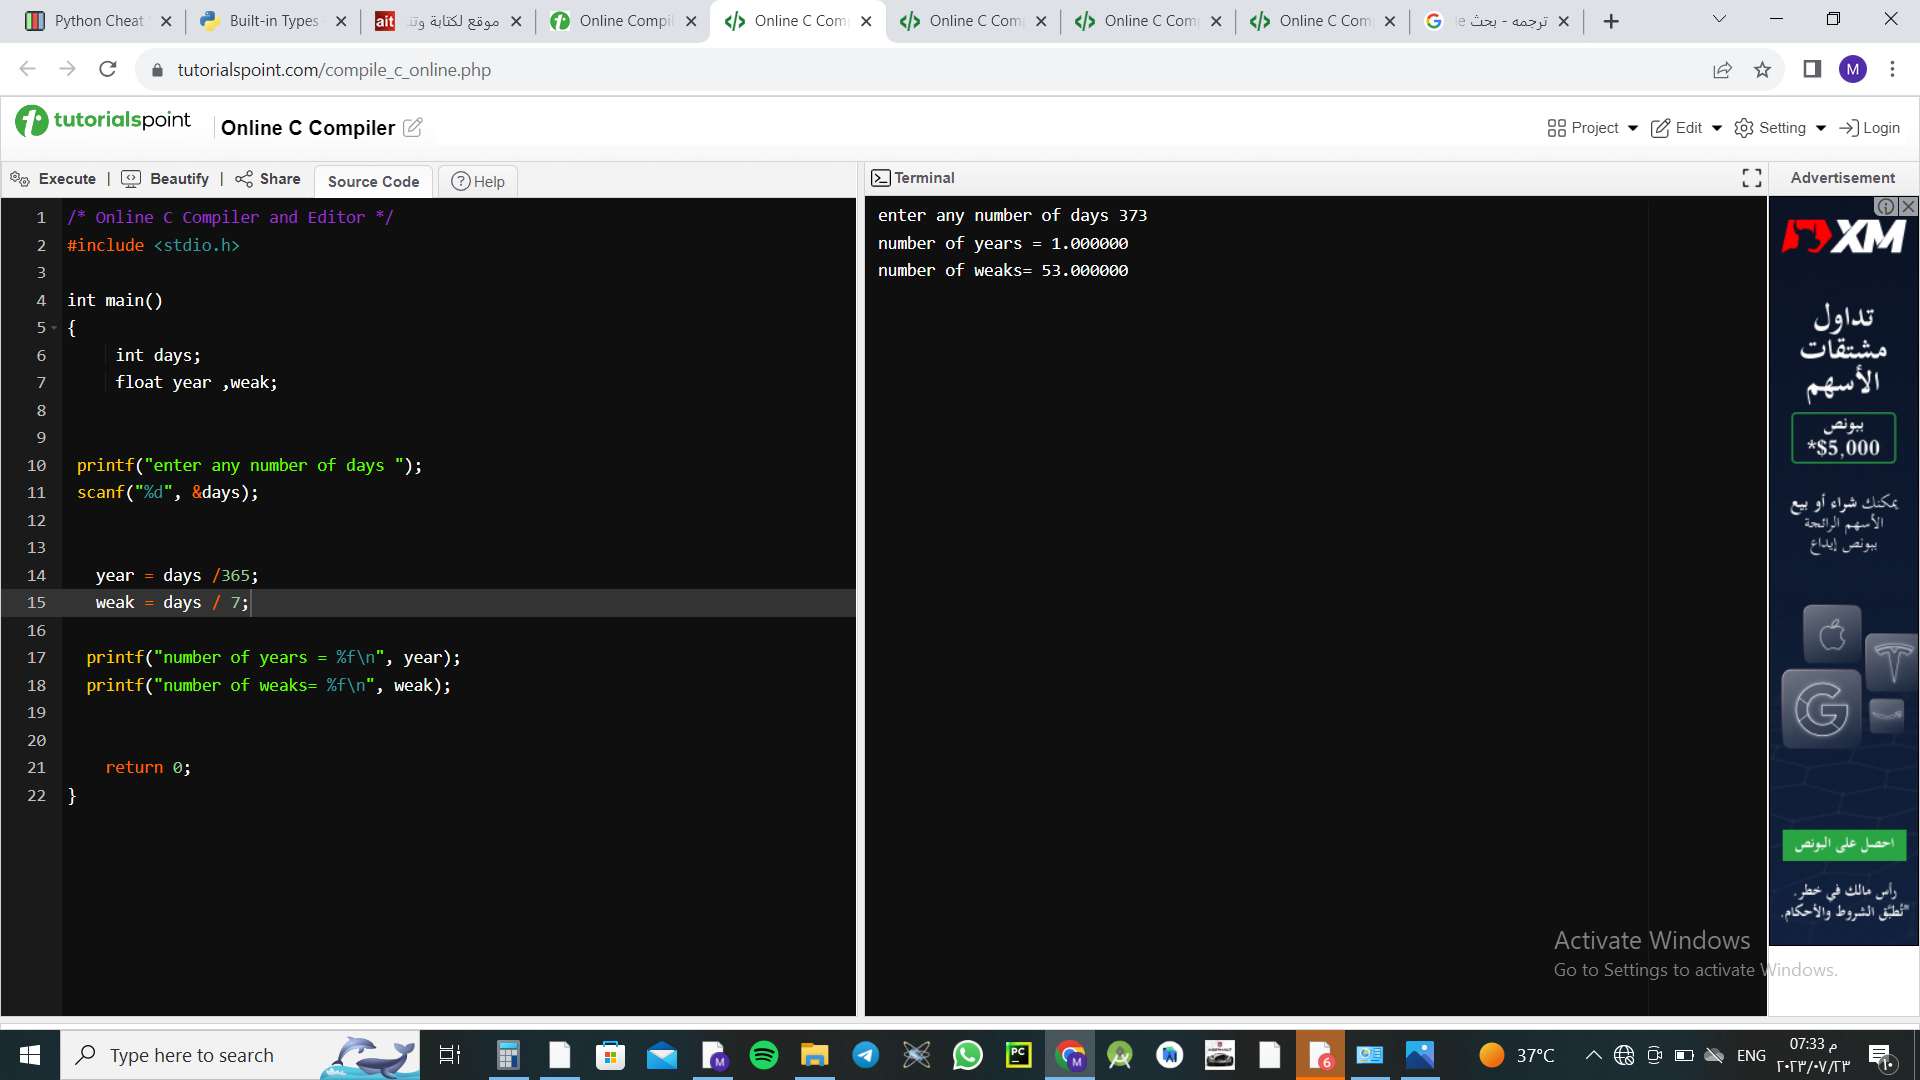 Python Cheat
Built-in Types
موقع لكتابة وتنـ
Online Compil
Online C Com
Online C Com
Online C Com
Online C Com
ترجمه - بحث
tutorialspoint.com/compile_c_online.php
M
tutorialspoint
Online C Compiler
Project
Edit
Setting
Login
Execute | Beautify | Share
Source Code
Help
Terminal
Advertisement
1 /* Online C Compiler and Editor */
2 #include <stdio.h>
3
4 int main()
5 {
6 int days;
7 float year ,weak;
8
9
10 printf("enter any number of days ");
11 scanf("%d", &days);
12
13
14 year = days /365;
15 weak = days / 7;
16
17 printf("number of years = %f\n", year);
18 printf("number of weaks= %f\n", weak);
19
20
21 return 0;
22 }
enter any number of days 373
number of years = 1.000000
number of weaks= 53.000000
XM
تداول
مشتقات
الأسهم
ببونص
*$5,000
يمكنك شراء أو بيع
الأسهم الرائجة
ببونص إيداع
احصل على البونص
رأس مالك في خطر.
*تُطبَّق الشروط والأحكام.
Activate Windows
Go to Settings to activate Windows.
Type here to search
37°C
ENG
07:33 م
٢٠٢٣/٠٧/٢٣